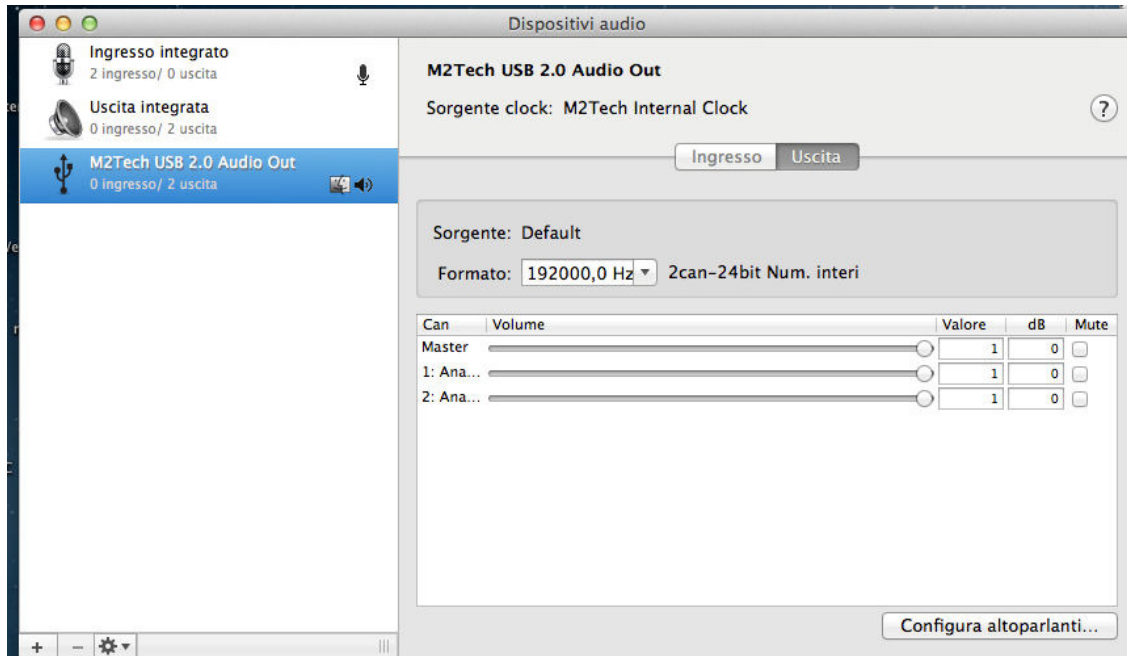 Dispositivi audio
Ingresso integrato
2 ingresso/ 0 uscita
Uscita integrata
0 ingresso/ 2 uscita
M2Tech USB 2.0 Audio Out
0 ingresso/ 2 uscita
M2Tech USB 2.0 Audio Out
Sorgente clock: M2Tech Internal Clock
?
Ingresso Uscita
Sorgente: Default
Formato: 192000,0 Hz 2can-24bit Num. interi
Can Volume Valore dB Mute
Master 1 0
1: Ana... 1 0
2: Ana... 1 0
Configura altoparlanti...
+ −